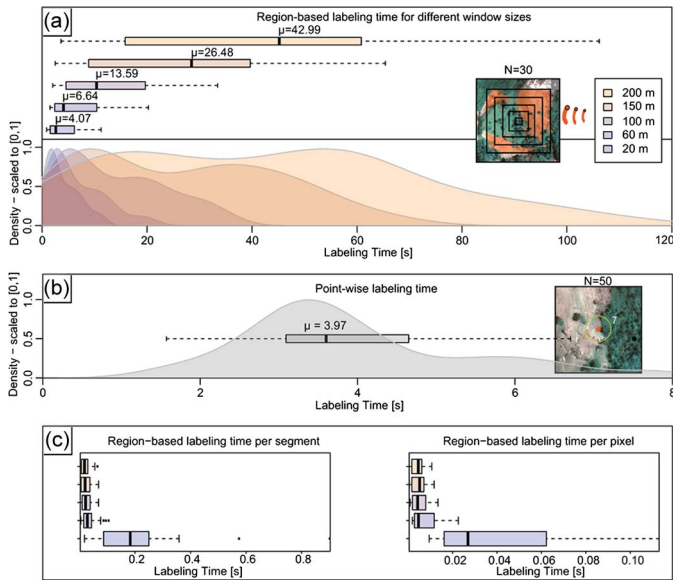 (a)
Region-based labeling time for different window sizes
μ=42.99
μ=26.48
μ=13.59
μ=6.64
μ=4.07
N=30
200 m
150 m
100 m
60 m
20 m
Density − scaled to [0,1]
1.0
0.5
0.0
0 20 40 60 80 100 120
Labeling Time [s]
(b)
Point-wise labeling time
μ = 3.97
N=50
Density − scaled to [0,1]
1.0
0.5
0.0
0 2 4 6 8
Labeling Time [s]
(c)
Region−based labeling time per segment
0.2 0.4 0.6 0.8
Labeling Time [s]
Region−based labeling time per pixel
0.02 0.04 0.06 0.08 0.10
Labeling Time [s]